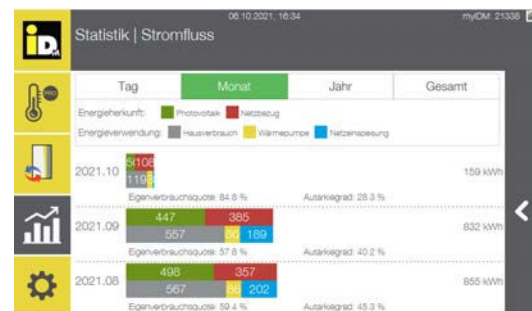 06.10.2021, 16:34
myIDM: 21336
iD.
Statistik | Stromfluss
PRO
Tag Monat Jahr Gesamt
Energieherkunft: Photovoltaik Netzbezug
Energieverwendung: Hausverbrauch Wärmepumpe Netzeinspeisung
108
2021.10 159 kWh
119
Eigenverbrauchsquote: 84.8 % Autarkiegrad: 28.3 %
447 385
2021.09 832 kWh
557 189
Eigenverbrauchsquote: 57.8 % Autarkiegrad: 40.2 %
498 357
2021.08 855 kWh
567 86 202
Eigenverbrauchsquote: 59.4 % Autarkiegrad: 45.3 %